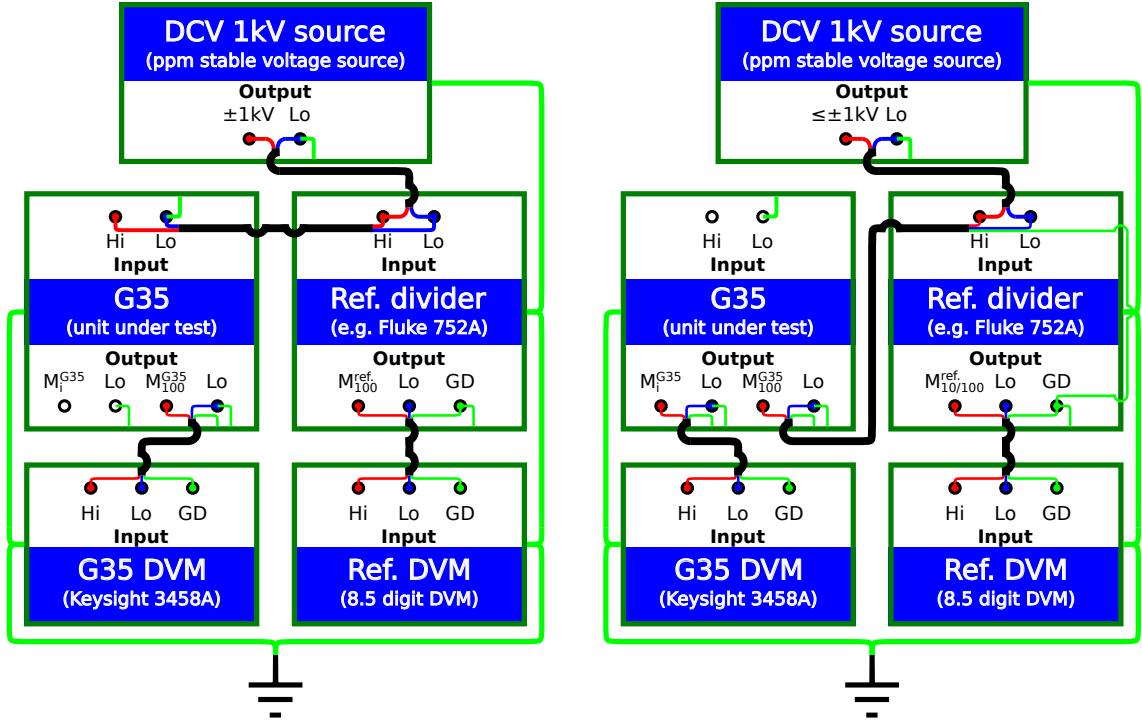 DCV 1kV source
(ppm stable voltage source)
Output
±1kV Lo
Hi Lo
Input
G35
(unit under test)
Output
M_i^G35 Lo M_100^G35 Lo
Hi Lo
Input
Ref. divider
(e.g. Fluke 752A)
Output
M_100^ref. Lo GD
Hi Lo GD
Input
G35 DVM
(Keysight 3458A)
Hi Lo GD
Input
Ref. DVM
(8.5 digit DVM)
DCV 1kV source
(ppm stable voltage source)
Output
≤±1kV Lo
Hi Lo
Input
G35
(unit under test)
Output
M_i^G35 Lo M_100^G35 Lo
Hi Lo
Input
Ref. divider
(e.g. Fluke 752A)
Output
M_10/100^ref. Lo GD
Hi Lo GD
Input
G35 DVM
(Keysight 3458A)
Hi Lo GD
Input
Ref. DVM
(8.5 digit DVM)